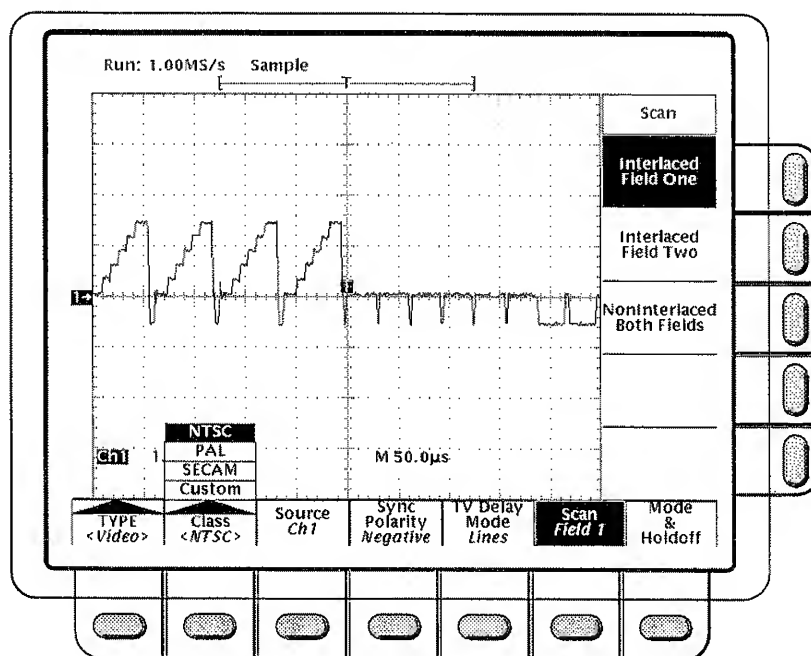 Run: 1.00MS/s Sample
Scan
Interlaced
Field One
Interlaced
Field Two
NonInterlaced
Both Fields
T
1→
NTSC
PAL
SECAM
Custom
Ch1
M 50.0µs
TYPE
<Video>
Class
<NTSC>
Source
Ch1
Sync
Polarity
Negative
TV Delay
Mode
Lines
Scan
Field 1
Mode
&
Holdoff